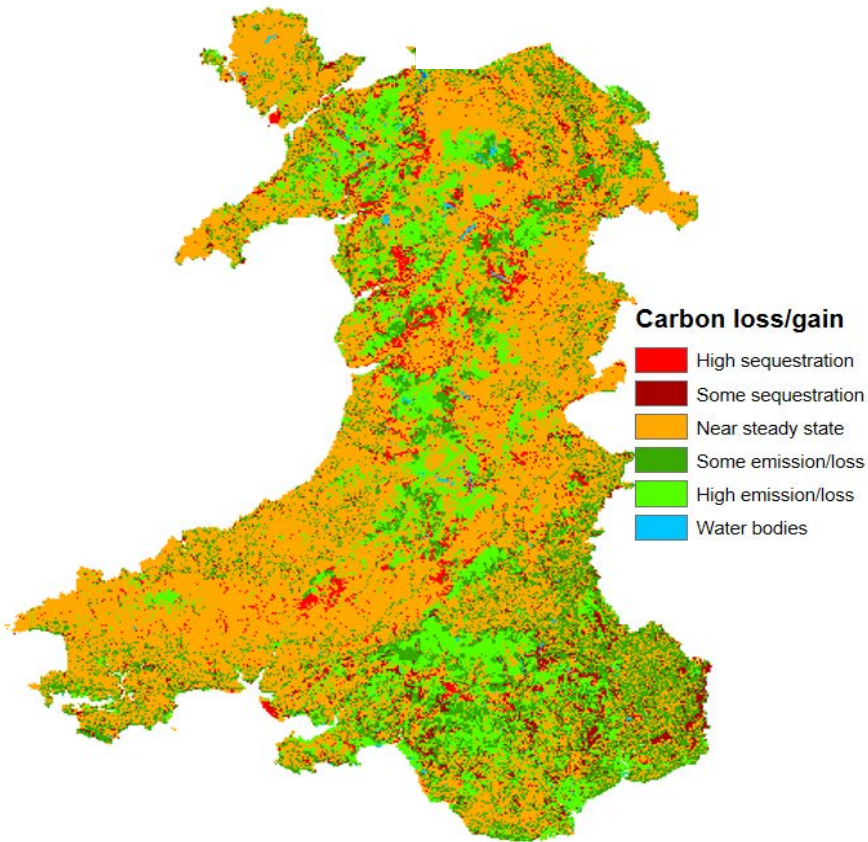 Carbon loss/gain
High sequestration
Some sequestration
Near steady state
Some emission/loss
High emission/loss
Water bodies